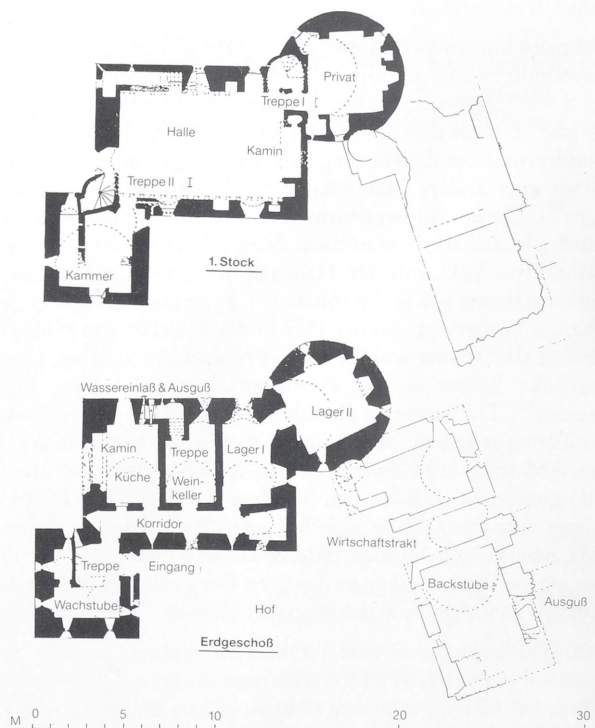 Privat
Treppe I
Halle
Kamin
Treppe II
Kammer
1. Stock
Wassereinlaß & Ausguß
Lager II
Kamin
Treppe
Lager I
Küche
Wein-
keller
Korridor
Wirtschaftstrakt
Treppe
Eingang
Backstube
Wachstube
Hof
Ausguß
Erdgeschoß
M 0 5 10 20 30